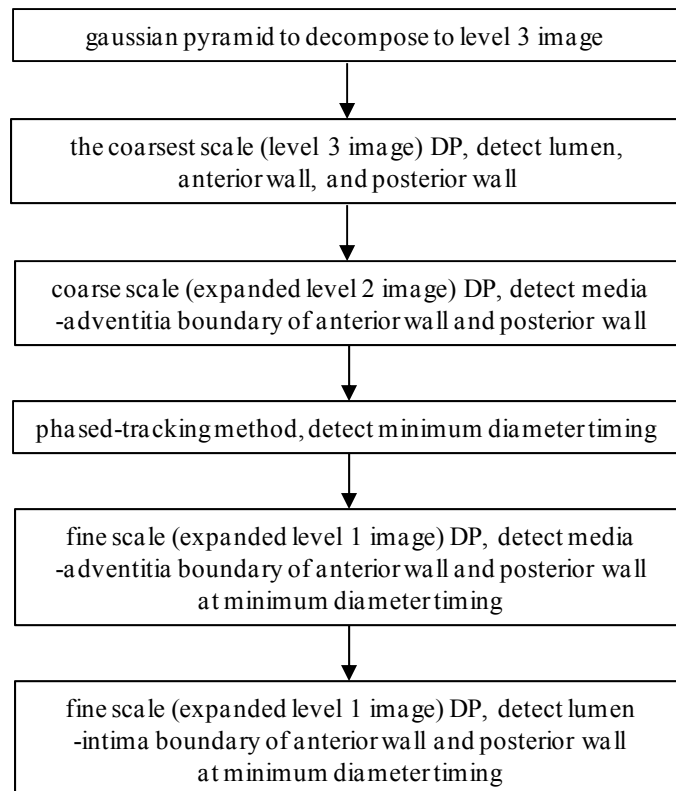 gaussian pyramid to decompose to level 3 image
the coarsest scale (level 3 image) DP, detect lumen,
anterior wall, and posterior wall
coarse scale (expanded level 2 image) DP, detect media
-adventitia boundary of anterior wall and posterior wall
phased-tracking method, detect minimum diameter timing
fine scale (expanded level 1 image) DP, detect media
-adventitia boundary of anterior wall and posterior wall
at minimum diameter timing
fine scale (expanded level 1 image) DP, detect lumen
-intima boundary of anterior wall and posterior wall
at minimum diameter timing